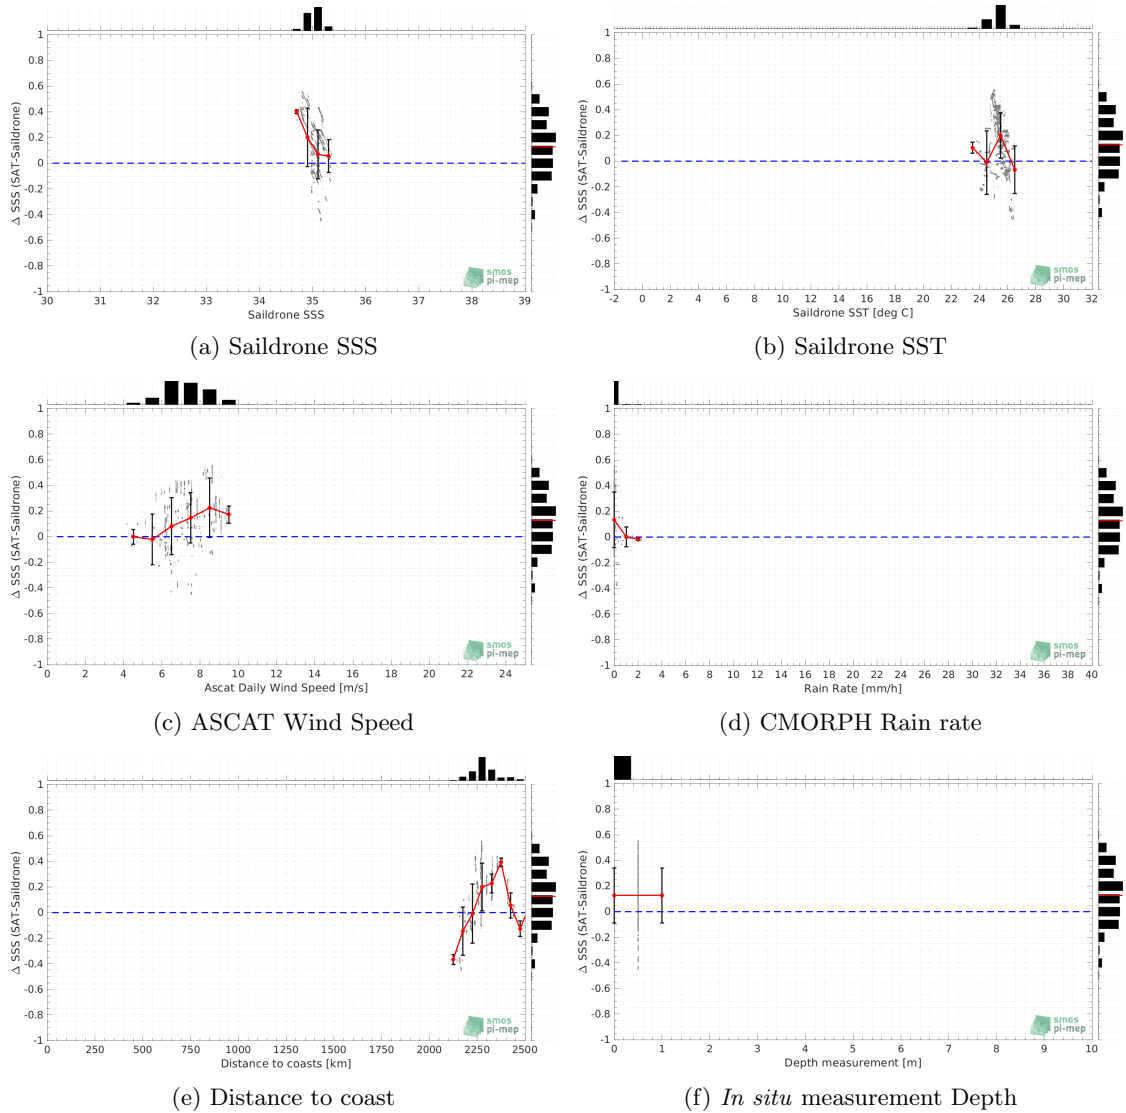 1
0.8
0.6
0.4
0.2
0
-0.2
-0.4
-0.6
-0.8
-1
Δ SSS (SAT-Saildrone)
30 31 32 33 34 35 36 37 38 39
Saildrone SSS
smos
pi-mep
(a) Saildrone SSS
1
0.8
0.6
0.4
0.2
0
-0.2
-0.4
-0.6
-0.8
-1
Δ SSS (SAT-Saildrone)
-2 0 2 4 6 8 10 12 14 16 18 20 22 24 26 28 30 32
Saildrone SST [deg C]
smos
pi-mep
(b) Saildrone SST
1
0.8
0.6
0.4
0.2
0
-0.2
-0.4
-0.6
-0.8
-1
Δ SSS (SAT-Saildrone)
0 2 4 6 8 10 12 14 16 18 20 22 24
Ascat Daily Wind Speed [m/s]
smos
pi-mep
(c) ASCAT Wind Speed
1
0.8
0.6
0.4
0.2
0
-0.2
-0.4
-0.6
-0.8
-1
Δ SSS (SAT-Saildrone)
0 2 4 6 8 10 12 14 16 18 20 22 24 26 28 30 32 34 36 38 40
Rain Rate [mm/h]
smos
pi-mep
(d) CMORPH Rain rate
1
0.8
0.6
0.4
0.2
0
-0.2
-0.4
-0.6
-0.8
-1
Δ SSS (SAT-Saildrone)
0 250 500 750 1000 1250 1500 1750 2000 2250 2500
Distance to coasts [km]
smos
pi-mep
(e) Distance to coast
1
0.8
0.6
0.4
0.2
0
-0.2
-0.4
-0.6
-0.8
-1
Δ SSS (SAT-Saildrone)
0 1 2 3 4 5 6 7 8 9 10
Depth measurement [m]
smos
pi-mep
(f) In situ measurement Depth